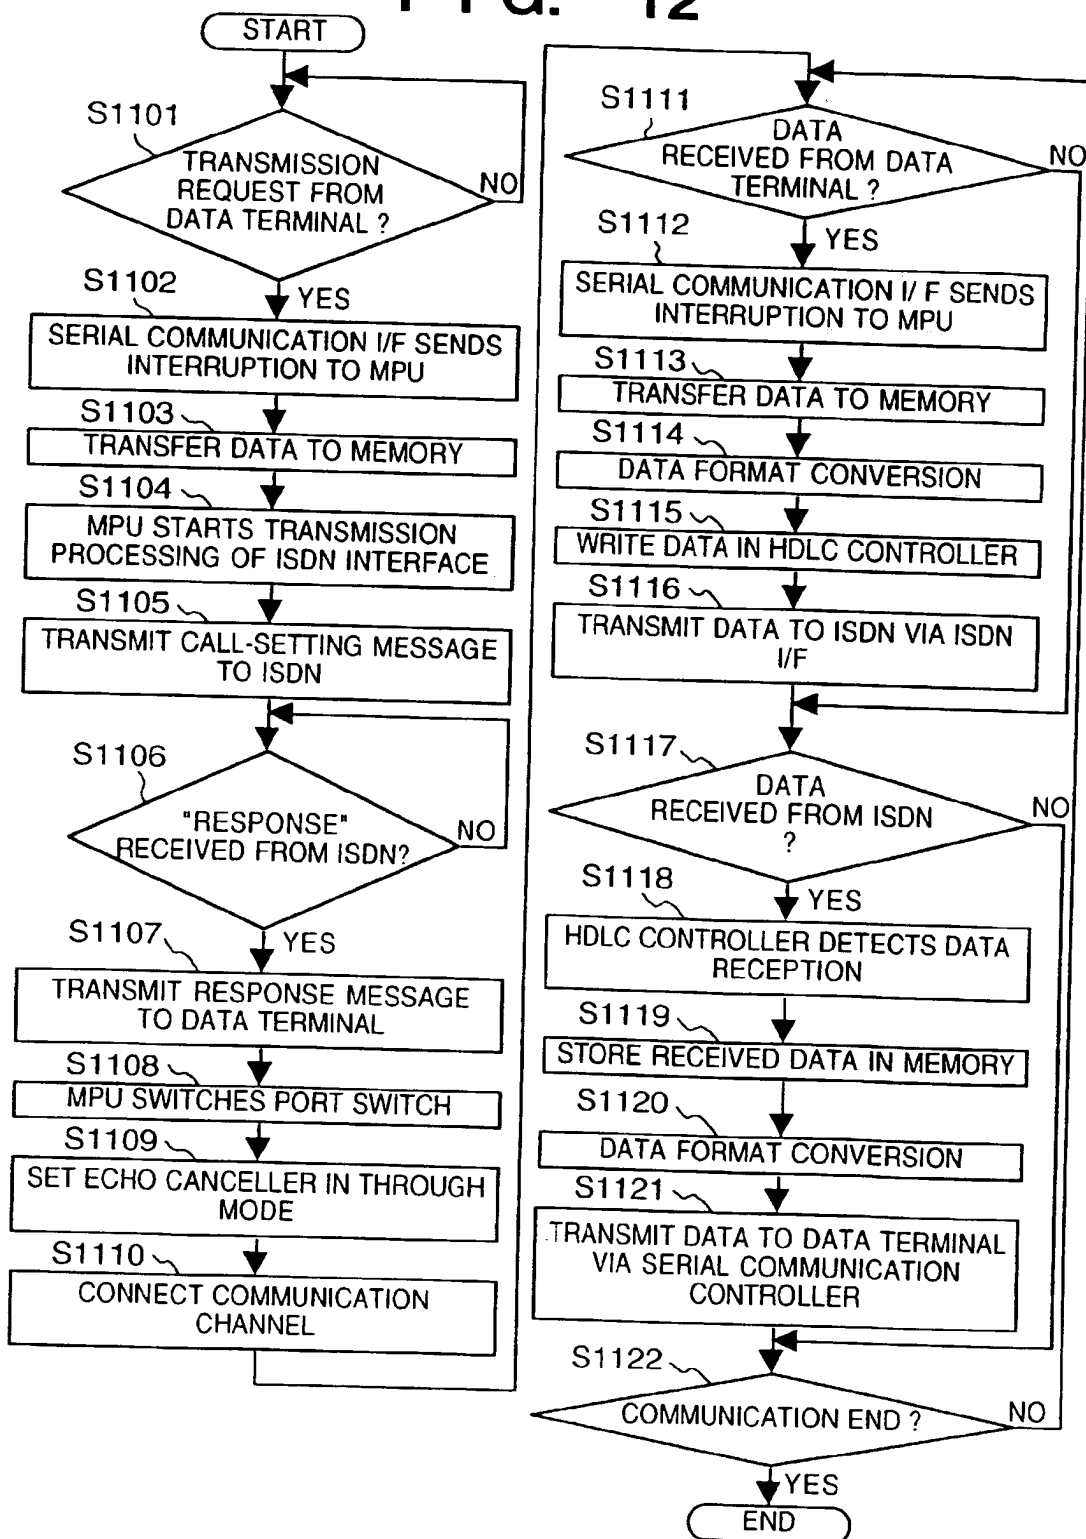 FIG. 12
START
S1101
TRANSMISSION
REQUEST FROM
DATA TERMINAL ?
NO
YES
S1102
SERIAL COMMUNICATION I/F SENDS
INTERRUPTION TO MPU
S1103
TRANSFER DATA TO MEMORY
S1104
MPU STARTS TRANSMISSION
PROCESSING OF ISDN INTERFACE
S1105
TRANSMIT CALL-SETTING MESSAGE
TO ISDN
S1106
"RESPONSE"
RECEIVED FROM ISDN?
NO
YES
S1107
TRANSMIT RESPONSE MESSAGE
TO DATA TERMINAL
S1108
MPU SWITCHES PORT SWITCH
S1109
SET ECHO CANCELLER IN THROUGH
MODE
S1110
CONNECT COMMUNICATION
CHANNEL
S1111
DATA
RECEIVED FROM DATA
TERMINAL ?
NO
YES
S1112
SERIAL COMMUNICATION I/ F SENDS
INTERRUPTION TO MPU
S1113
TRANSFER DATA TO MEMORY
S1114
DATA FORMAT CONVERSION
S1115
WRITE DATA IN HDLC CONTROLLER
S1116
TRANSMIT DATA TO ISDN VIA ISDN
I/F
S1117
DATA
RECEIVED FROM ISDN
?
NO
YES
S1118
HDLC CONTROLLER DETECTS DATA
RECEPTION
S1119
STORE RECEIVED DATA IN MEMORY
S1120
DATA FORMAT CONVERSION
S1121
TRANSMIT DATA TO DATA TERMINAL
VIA SERIAL COMMUNICATION
CONTROLLER
S1122
COMMUNICATION END ?
NO
YES
END